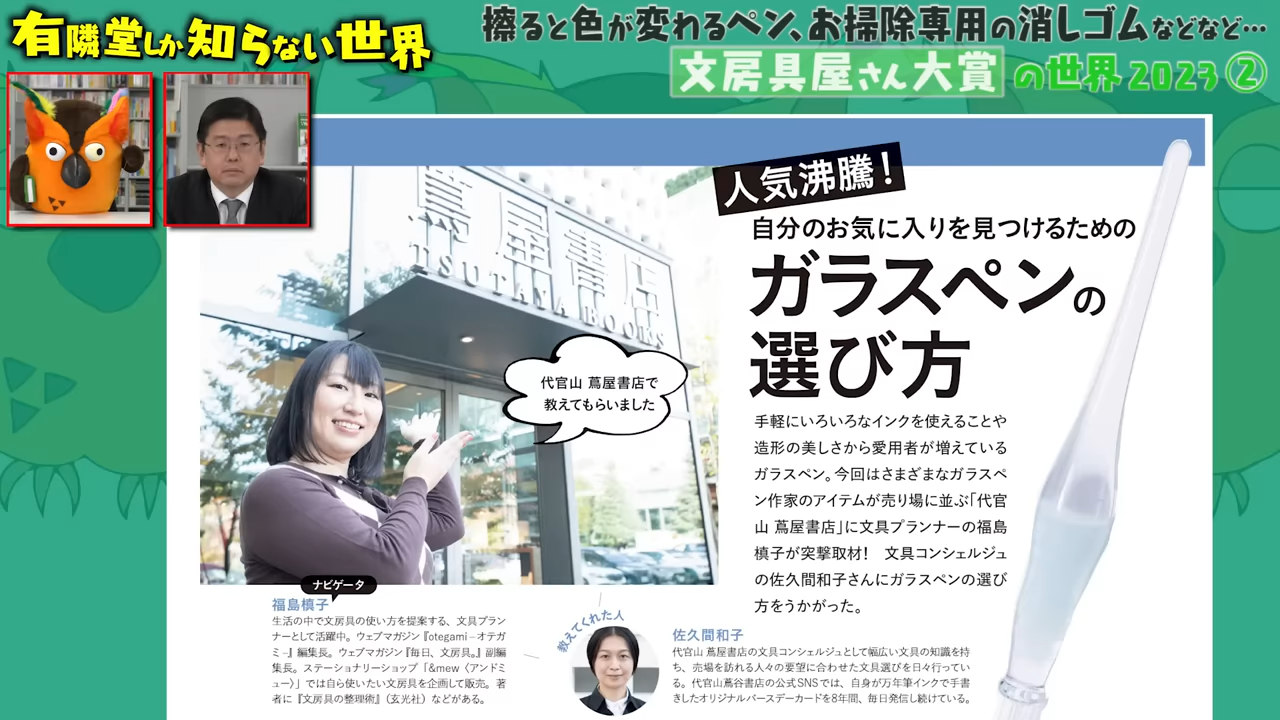 有隣堂しか知らない世界
擦ると色が変わるペン、お掃除専用の消しゴムなどなど…
文房具屋さん大賞の世界2023②
蔦屋書店
TSUTAYA BOOKS
人気沸騰！
自分のお気に入りを見つけるための
ガラスペンの
選び方
代官山 蔦屋書店で
教えてもらいました
手軽にいろいろなインクを使えることや
造形の美しさから愛用者が増えている
ガラスペン。今回はさまざまなガラスペ
ン作家のアイテムが売り場に並ぶ「代官
山 蔦屋書店」に文具プランナーの福島
槙子が突撃取材！　文具コンシェルジュ
の佐久間和子さんにガラスペンの選び
方をうかがった。
ナビゲータ
福島槙子
生活の中で文房具の使い方を提案する、文具プラン
ナーとして活躍中。ウェブマガジン『otegami –オテガ
ミ–』編集長。ウェブマガジン『毎日、文房具。』副編
集長。ステーショナリーショップ「&mew〈アンドミ
ュー〉」では自ら使いたい文房具を企画して販売。著
者に『文房具の整理術』（玄光社）などがある。
教えてくれた人
佐久間和子
代官山 蔦屋書店の文具コンシェルジュとして幅広い文具の知識を持
ち、売場を訪れる人々の要望に合わせた文具選びを日々行ってい
る。代官山蔦谷書店の公式SNSでは、自身が万年筆インクで手書
きしたオリジナルバースデーカードを8年間、毎日発信し続けている。